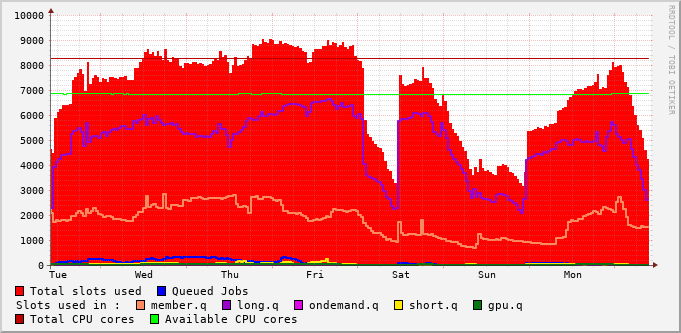 10000
9000
8000
7000
6000
5000
4000
3000
2000
1000
0
Tue Wed Thu Fri Sat Sun Mon
RRDTOOL / TOBI OETIKER
Total slots used Queued Jobs
Slots used in : member.q long.q ondemand.q short.q gpu.q
Total CPU cores Available CPU cores